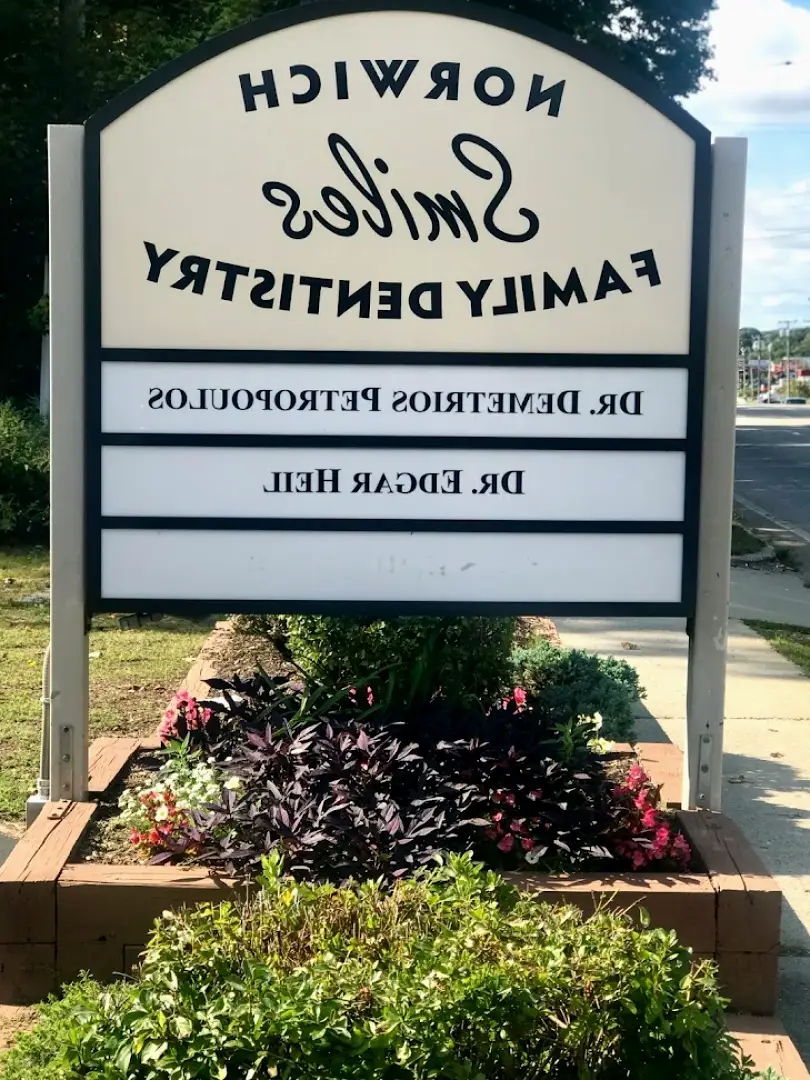 NORWICH
Smiles
FAMILY DENTISTRY
DR. DEMETRIOS PETROPOULOS
DR. EDGAR HEIL